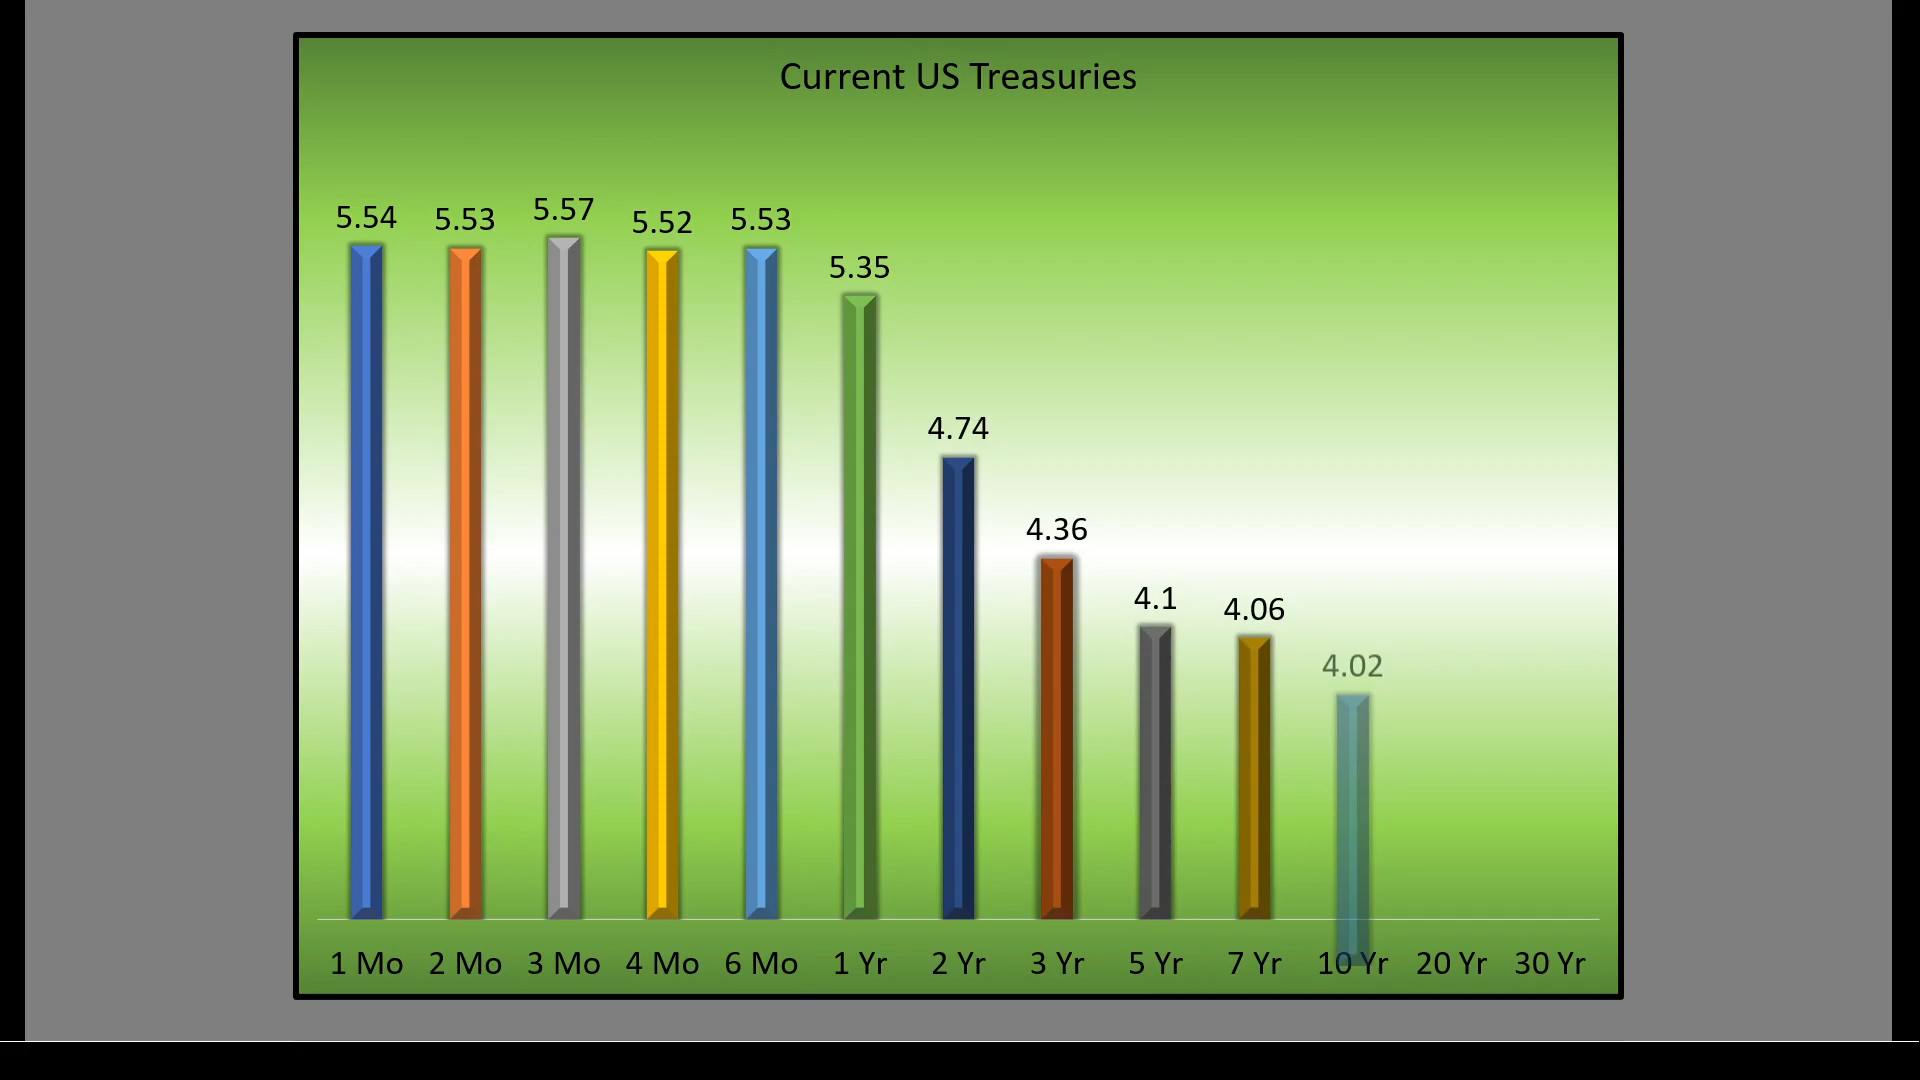 Current US Treasuries
5.54 5.53 5.57 5.52 5.53 5.35 4.74 4.36 4.1 4.06 4.02
1 Mo 2 Mo 3 Mo 4 Mo 6 Mo 1 Yr 2 Yr 3 Yr 5 Yr 7 Yr 10 Yr 20 Yr 30 Yr